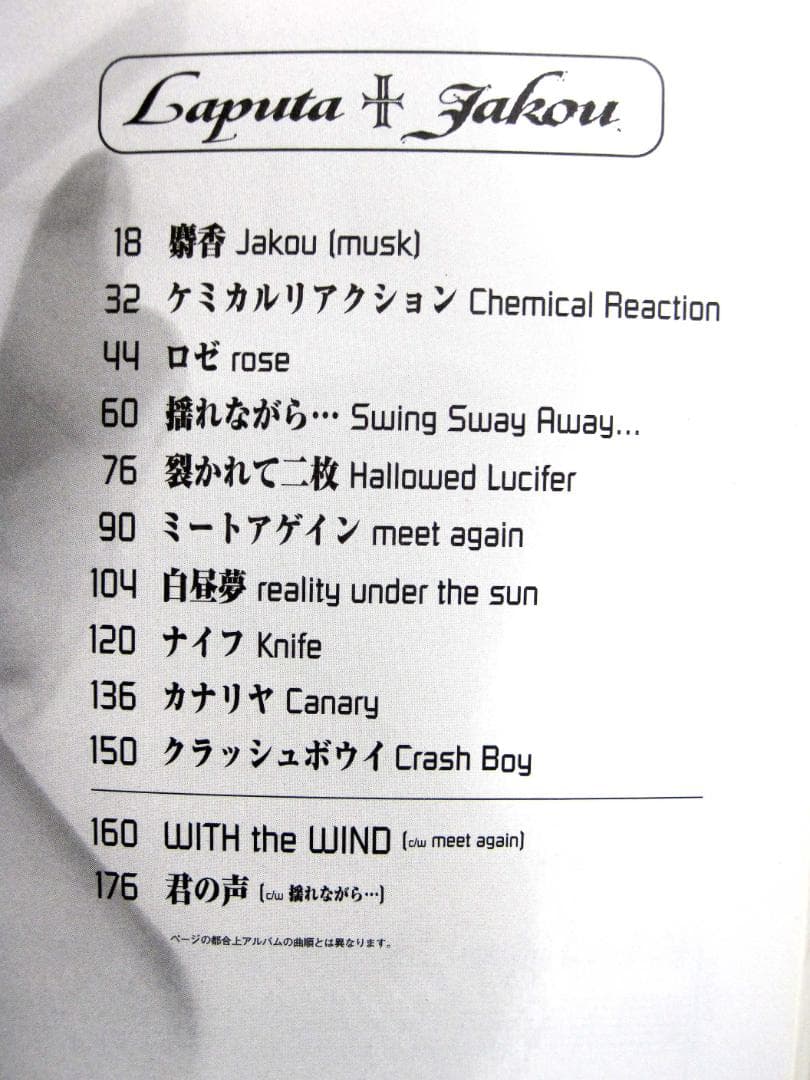 Laputa ✝ Jakou
18 麝香 Jakou (musk)
32 ケミカルリアクション Chemical Reaction
44 ロゼ rose
60 揺れながら… Swing Sway Away...
76 裂かれて二枚 Hallowed Lucifer
90 ミートアゲイン meet again
104 白昼夢 reality under the sun
120 ナイフ Knife
136 カナリヤ Canary
150 クラッシュボウイ Crash Boy
160 WITH the WIND (c/w meet again)
176 君の声 (c/w 揺れながら…)
ページの都合上アルバムの曲順とは異なります。